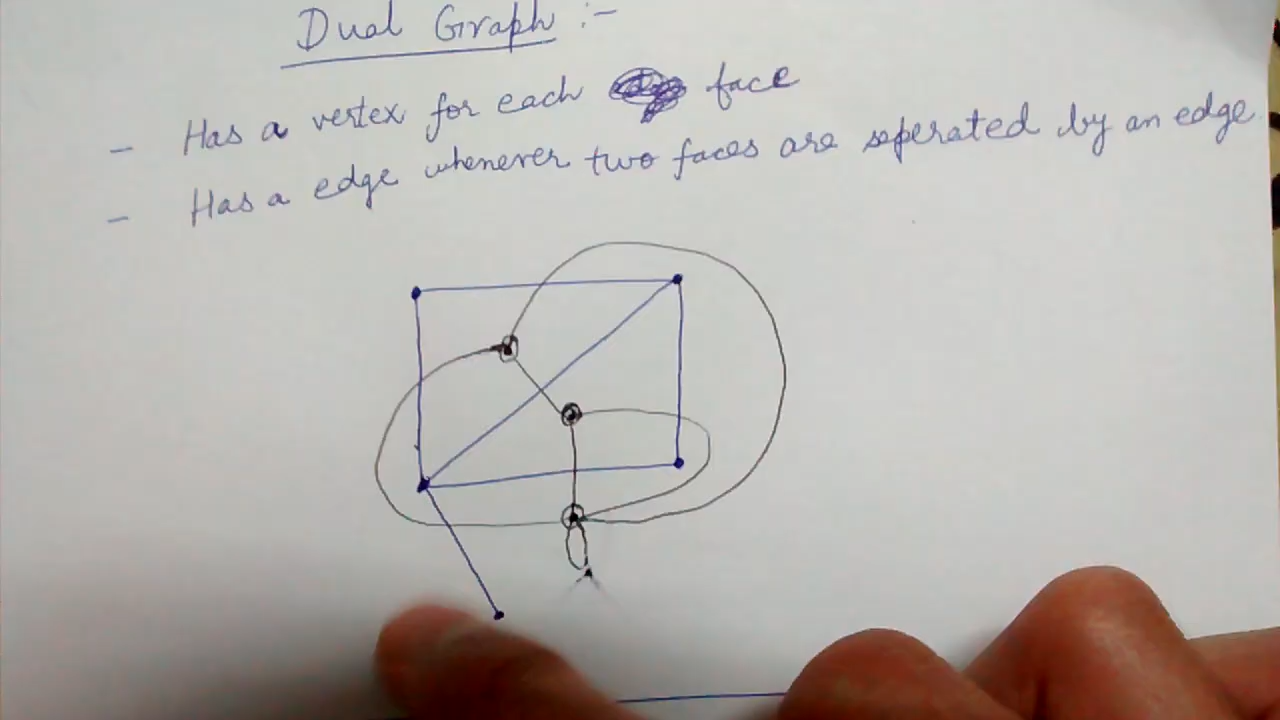 Dual Graph :-
- Has a vertex for each face
- Has a edge whenever two faces are seperated by an edge.